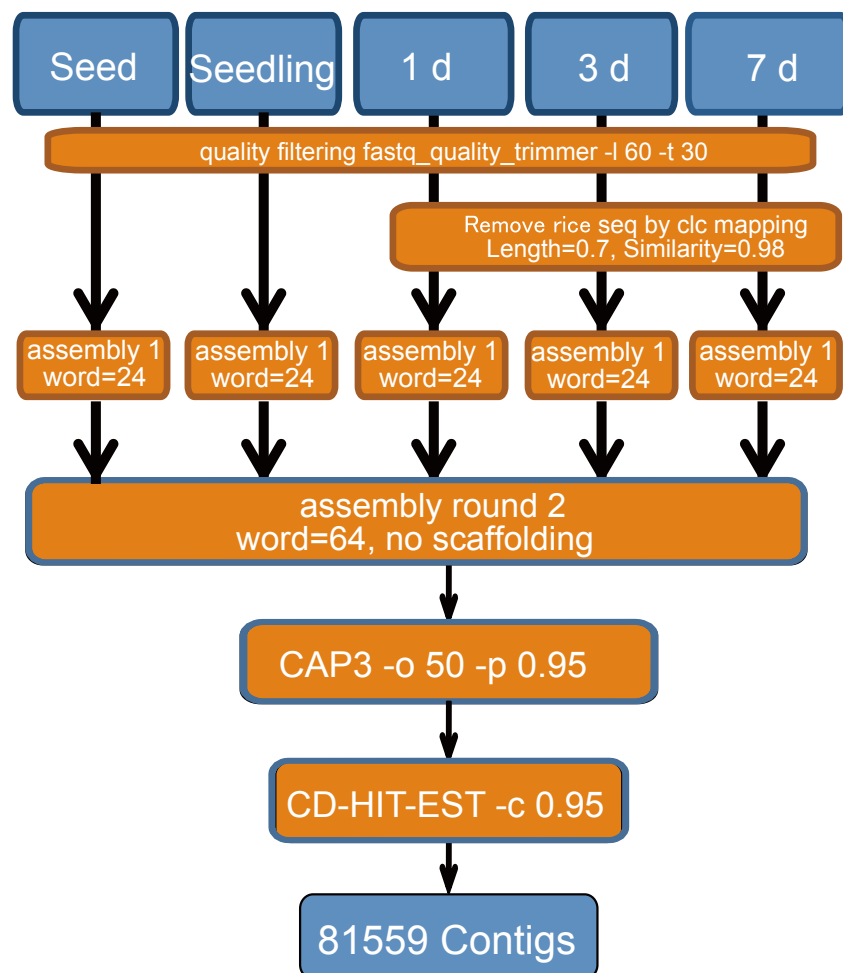 Seed
Seedling
1 d
3 d
7 d
quality filtering fastq_quality_trimmer -l 60 -t 30
Remove rice seq by clc mapping
Length=0.7, Similarity=0.98
assembly 1
word=24
assembly 1
word=24
assembly 1
word=24
assembly 1
word=24
assembly 1
word=24
assembly round 2
word=64, no scaffolding
CAP3 -o 50 -p 0.95
CD-HIT-EST -c 0.95
81559 Contigs